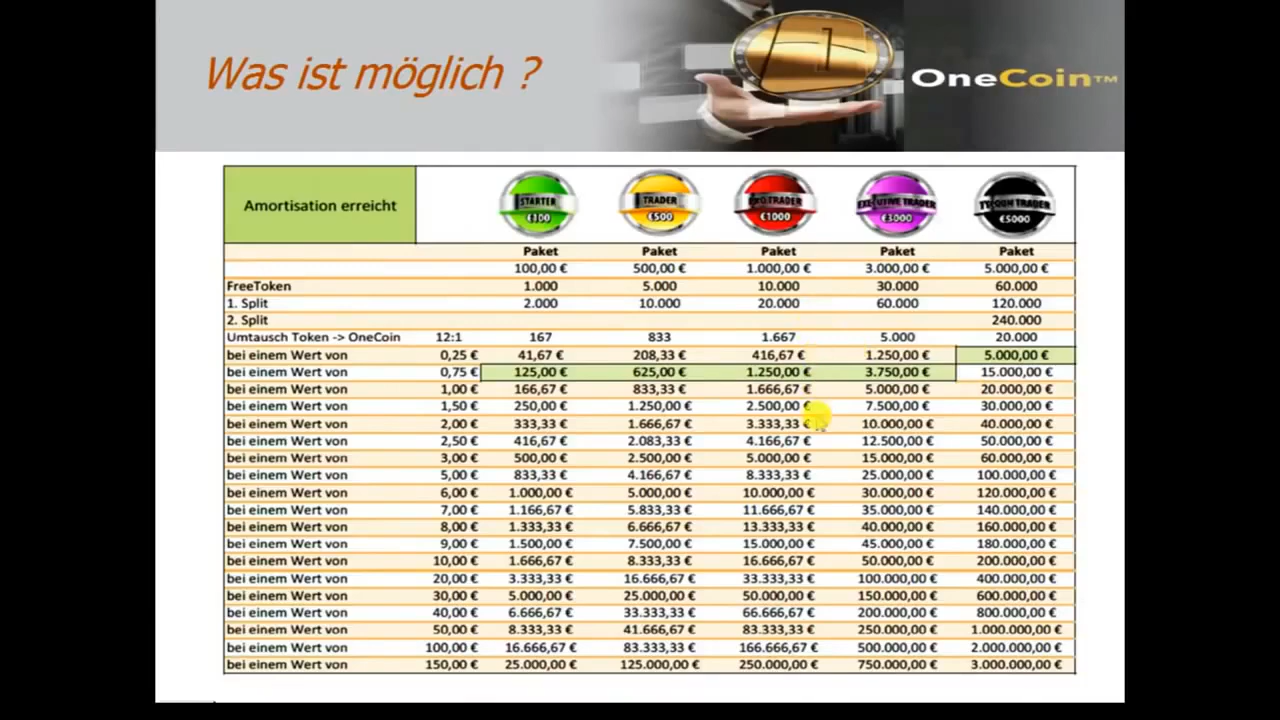 Was ist möglich ?
OneCoin™
Amortisation erreicht
STARTER €100 TRADER €500 PRO TRADER €1000 EXECUTIVE TRADER €3000 TYCOON TRADER €5000
Paket Paket Paket Paket Paket
100,00 € 500,00 € 1.000,00 € 3.000,00 € 5.000,00 €
FreeToken 1.000 5.000 10.000 30.000 60.000
1. Split 2.000 10.000 20.000 60.000 120.000
2. Split 240.000
Umtausch Token -> OneCoin 12:1 167 833 1.667 5.000 20.000
bei einem Wert von 0,25 € 41,67 € 208,33 € 416,67 € 1.250,00 € 5.000,00 €
bei einem Wert von 0,75 € 125,00 € 625,00 € 1.250,00 € 3.750,00 € 15.000,00 €
bei einem Wert von 1,00 € 166,67 € 833,33 € 1.666,67 € 5.000,00 € 20.000,00 €
bei einem Wert von 1,50 € 250,00 € 1.250,00 € 2.500,00 € 7.500,00 € 30.000,00 €
bei einem Wert von 2,00 € 333,33 € 1.666,67 € 3.333,33 € 10.000,00 € 40.000,00 €
bei einem Wert von 2,50 € 416,67 € 2.083,33 € 4.166,67 € 12.500,00 € 50.000,00 €
bei einem Wert von 3,00 € 500,00 € 2.500,00 € 5.000,00 € 15.000,00 € 60.000,00 €
bei einem Wert von 5,00 € 833,33 € 4.166,67 € 8.333,33 € 25.000,00 € 100.000,00 €
bei einem Wert von 6,00 € 1.000,00 € 5.000,00 € 10.000,00 € 30.000,00 € 120.000,00 €
bei einem Wert von 7,00 € 1.166,67 € 5.833,33 € 11.666,67 € 35.000,00 € 140.000,00 €
bei einem Wert von 8,00 € 1.333,33 € 6.666,67 € 13.333,33 € 40.000,00 € 160.000,00 €
bei einem Wert von 9,00 € 1.500,00 € 7.500,00 € 15.000,00 € 45.000,00 € 180.000,00 €
bei einem Wert von 10,00 € 1.666,67 € 8.333,33 € 16.666,67 € 50.000,00 € 200.000,00 €
bei einem Wert von 20,00 € 3.333,33 € 16.666,67 € 33.333,33 € 100.000,00 € 400.000,00 €
bei einem Wert von 30,00 € 5.000,00 € 25.000,00 € 50.000,00 € 150.000,00 € 600.000,00 €
bei einem Wert von 40,00 € 6.666,67 € 33.333,33 € 66.666,67 € 200.000,00 € 800.000,00 €
bei einem Wert von 50,00 € 8.333,33 € 41.666,67 € 83.333,33 € 250.000,00 € 1.000.000,00 €
bei einem Wert von 100,00 € 16.666,67 € 83.333,33 € 166.666,67 € 500.000,00 € 2.000.000,00 €
bei einem Wert von 150,00 € 25.000,00 € 125.000,00 € 250.000,00 € 750.000,00 € 3.000.000,00 €